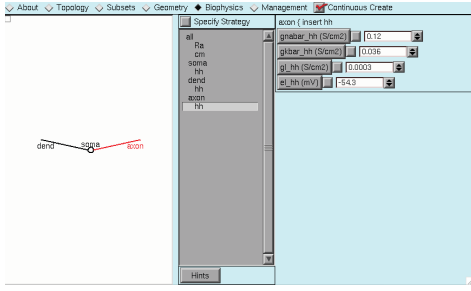 About Topology Subsets Geometry Biophysics Management Continuous Create
Specify Strategy
all
Ra
cm
soma
hh
dend
hh
axon
hh
Hints
axon { insert hh
gnabar_hh (S/cm2) 0.12
gkbar_hh (S/cm2) 0.036
gl_hh (S/cm2) 0.0003
el_hh (mV) -54.3
dend soma axon